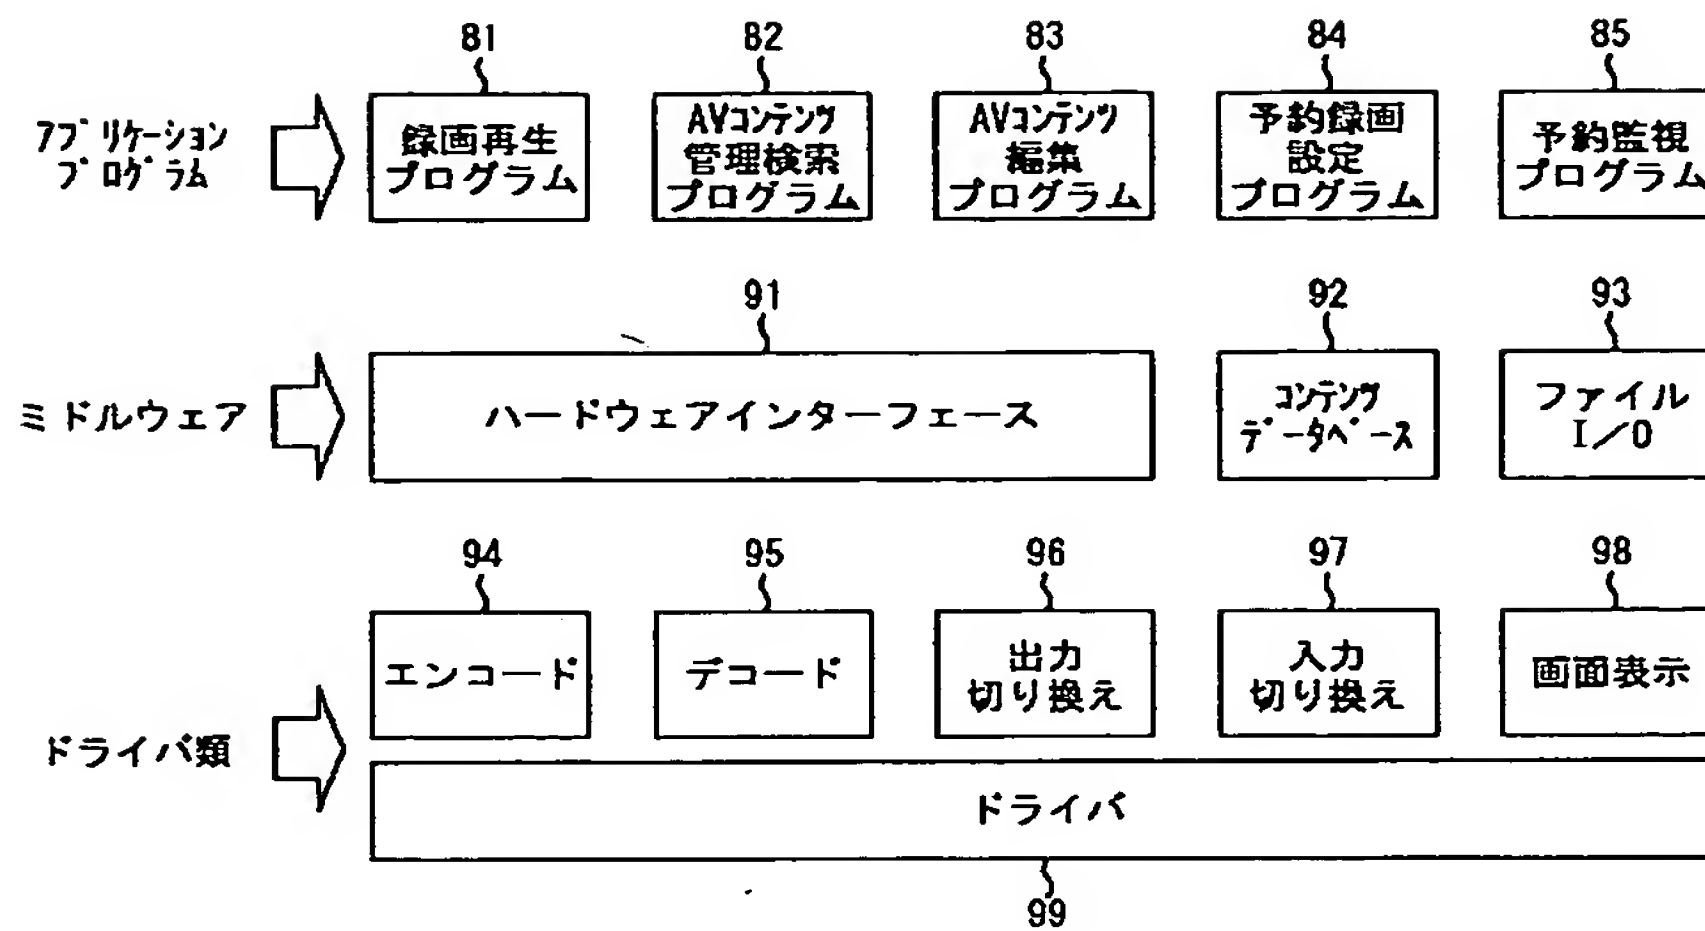 81
82
83
84
85
アプリケーション
プログラム
録画再生
プログラム
AVコンテンツ
管理検索
プログラム
AVコンテンツ
編集
プログラム
予約録画
設定
プログラム
予約監視
プログラム
91
92
93
ミドルウェア
ハードウェアインターフェース
コンテンツ
データベース
ファイル
I/O
94
95
96
97
98
ドライバ類
エンコード
デコード
出力
切り換え
入力
切り換え
画面表示
ドライバ
99